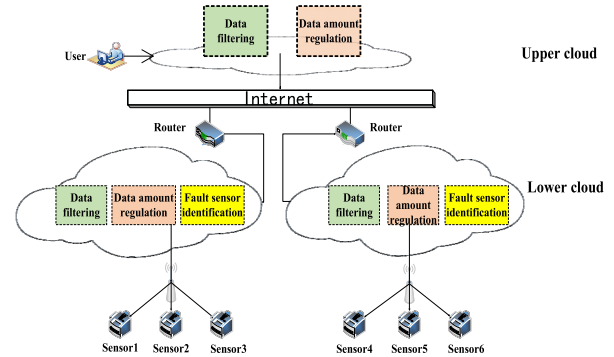 Data
filtering
Data amount
regulation
Upper cloud
User
Internet
Router
Router
Lower cloud
Data
filtering
Data amount
regulation
Fault sensor
identification
Data
filtering
Data
amount
regulation
Fault sensor
identification
Sensor1
Sensor2
Sensor3
Sensor4
Sensor5
Sensor6